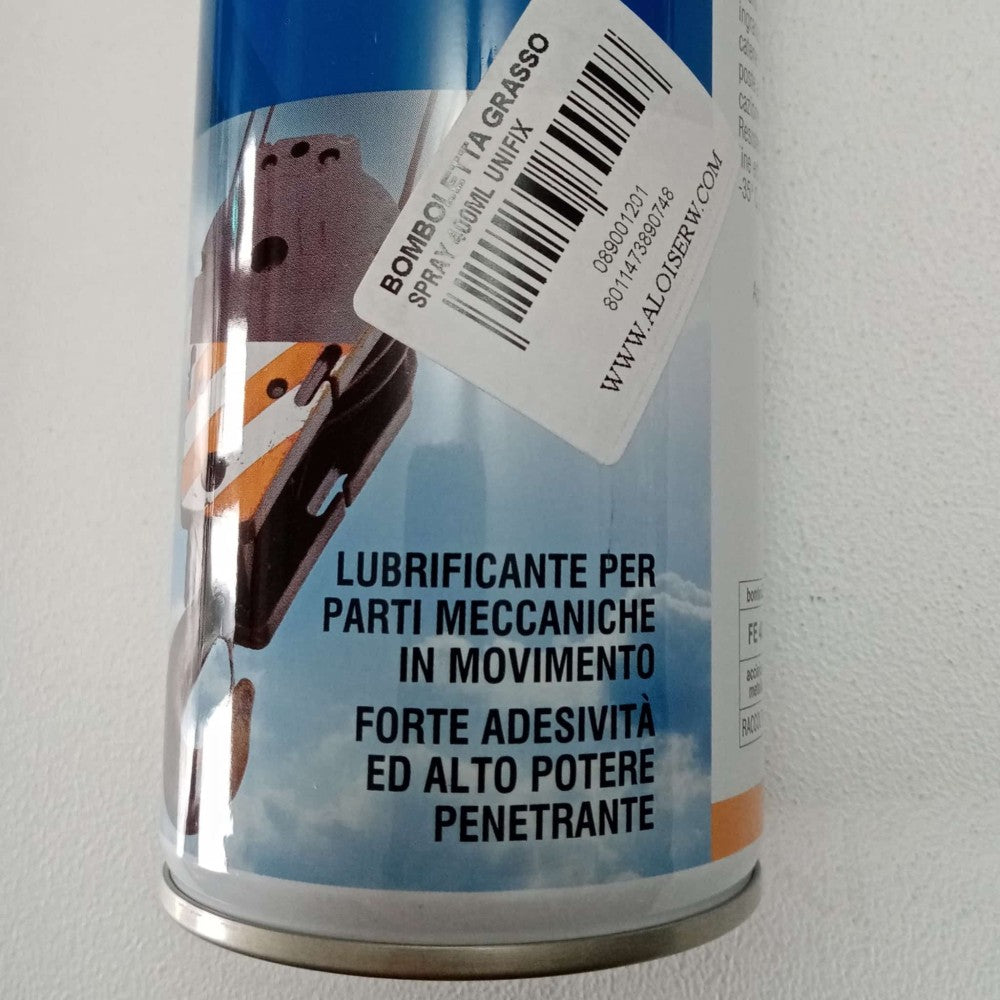 BOMBOLETTA GRASSO
SPRAY 400ML UNIFIX
089001201
8011473890748
WWW.ALOISERW.COM
LUBRIFICANTE PER
PARTI MECCANICHE
IN MOVIMENTO
FORTE ADESIVITÀ
ED ALTO POTERE
PENETRANTE
FE